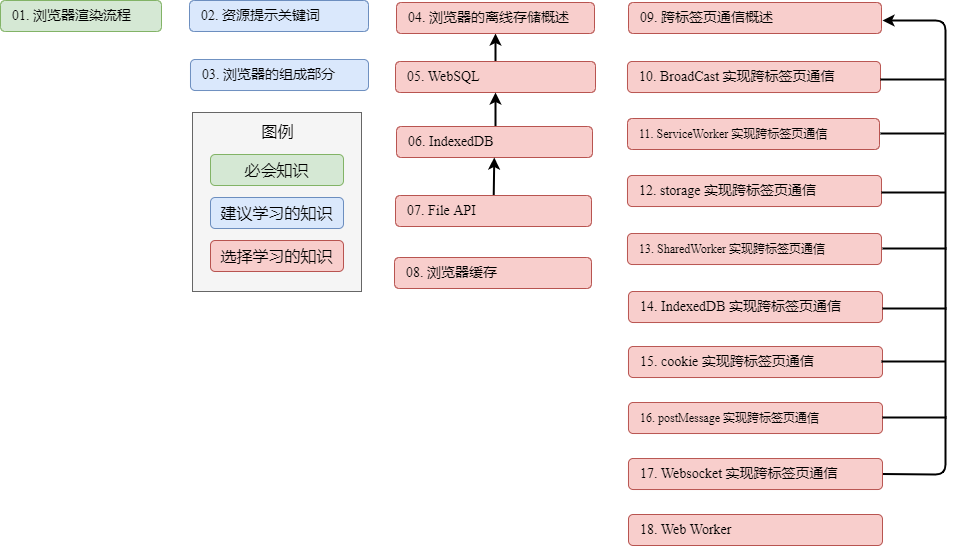 01. 浏览器渲染流程
02. 资源提示关键词
03. 浏览器的组成部分
图例
必会知识
建议学习的知识
选择学习的知识
04. 浏览器的离线存储概述
05. WebSQL
06. IndexedDB
07. File API
08. 浏览器缓存
09. 跨标签页通信概述
10. BroadCast 实现跨标签页通信
11. ServiceWorker 实现跨标签页通信
12. storage 实现跨标签页通信
13. SharedWorker 实现跨标签页通信
14. IndexedDB 实现跨标签页通信
15. cookie 实现跨标签页通信
16. postMessage 实现跨标签页通信
17. Websocket 实现跨标签页通信
18. Web Worker